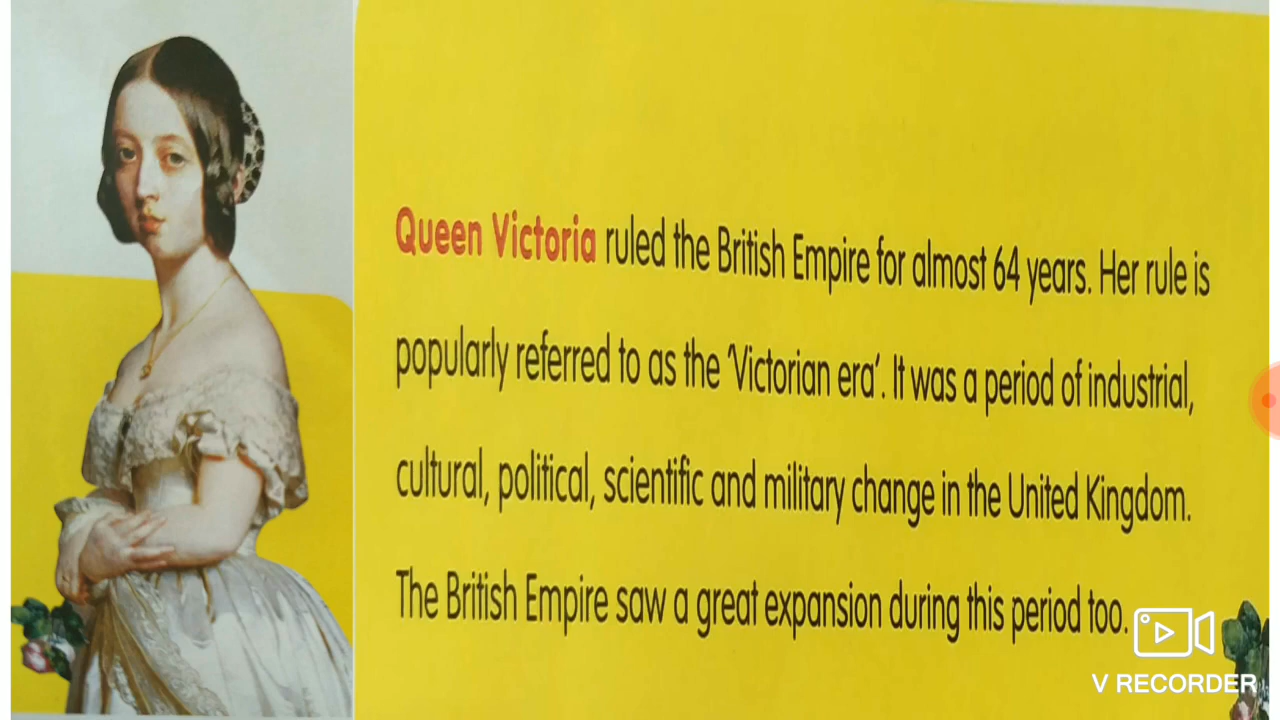 Queen Victoria ruled the British Empire for almost 64 years. Her rule is
popularly referred to as the ‘Victorian era’. It was a period of industrial,
cultural, political, scientific and military change in the United Kingdom.
The British Empire saw a great expansion during this period too.
V RECORDER